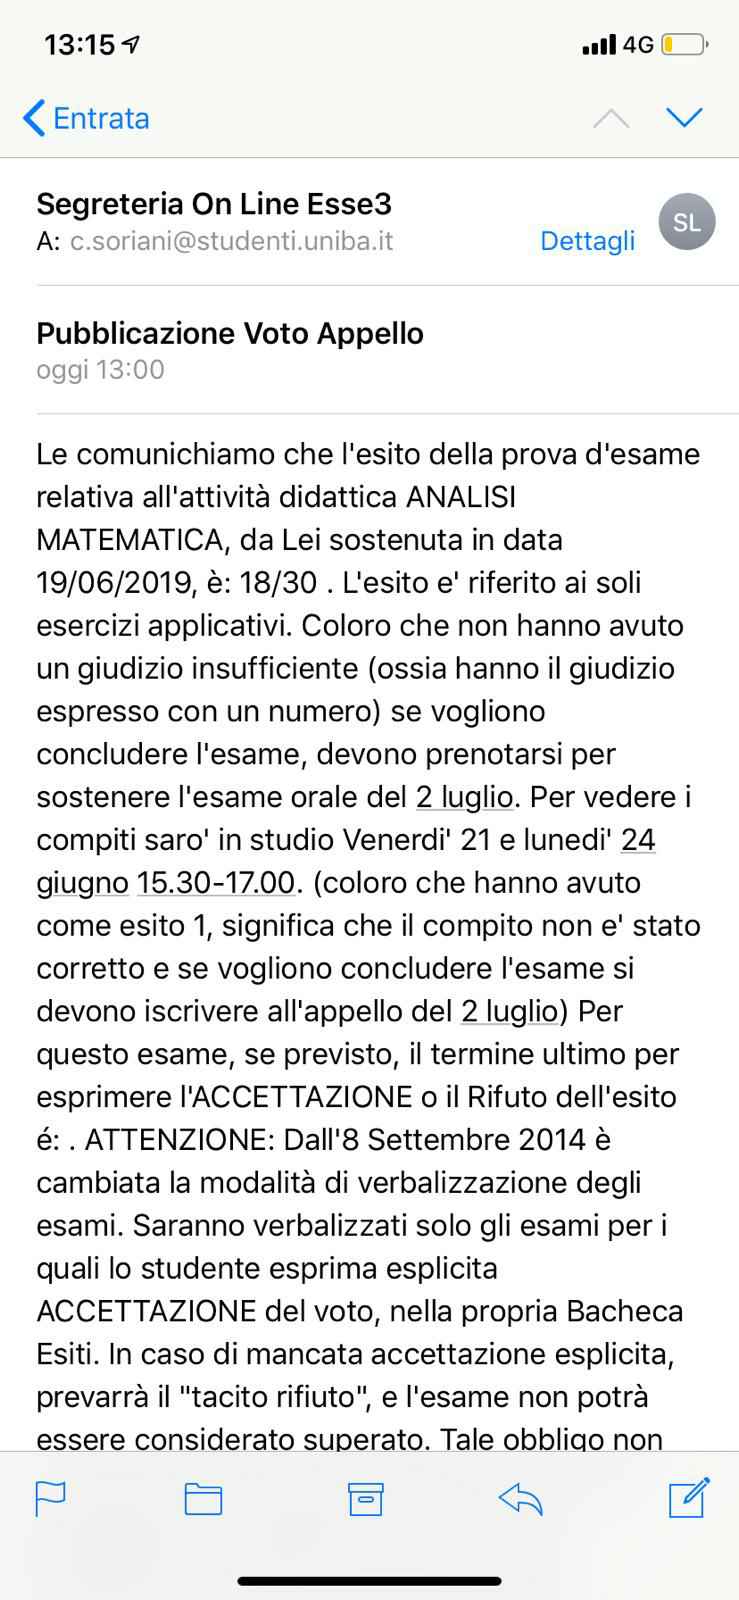 13:15
4G
Entrata
Segreteria On Line Esse3
A: c.soriani@studenti.uniba.it
Dettagli
SL
Pubblicazione Voto Appello
oggi 13:00
Le comunichiamo che l'esito della prova d'esame
relativa all'attività didattica ANALISI
MATEMATICA, da Lei sostenuta in data
19/06/2019, è: 18/30 . L'esito e' riferito ai soli
esercizi applicativi. Coloro che non hanno avuto
un giudizio insufficiente (ossia hanno il giudizio
espresso con un numero) se vogliono
concludere l'esame, devono prenotarsi per
sostenere l'esame orale del 2 luglio. Per vedere i
compiti saro' in studio Venerdi' 21 e lunedi' 24
giugno 15.30-17.00. (coloro che hanno avuto
come esito 1, significa che il compito non e' stato
corretto e se vogliono concludere l'esame si
devono iscrivere all'appello del 2 luglio) Per
questo esame, se previsto, il termine ultimo per
esprimere l'ACCETTAZIONE o il Rifuto dell'esito
é: . ATTENZIONE: Dall'8 Settembre 2014 è
cambiata la modalità di verbalizzazione degli
esami. Saranno verbalizzati solo gli esami per i
quali lo studente esprima esplicita
ACCETTAZIONE del voto, nella propria Bacheca
Esiti. In caso di mancata accettazione esplicita,
prevarrà il "tacito rifiuto", e l'esame non potrà
essere considerato superato. Tale obbligo non